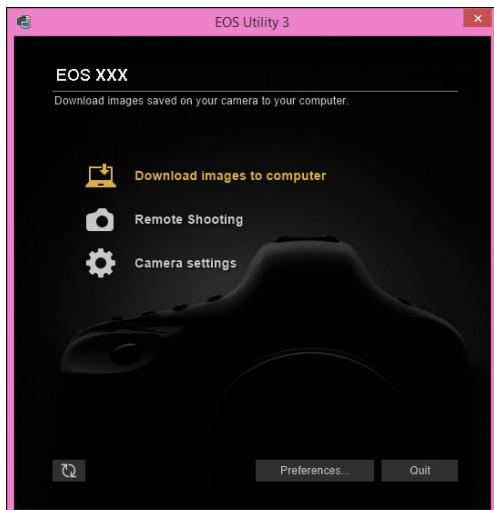 EOS Utility 3
EOS XXX
Download images saved on your camera to your computer.
Download images to computer
Remote Shooting
Camera settings
Preferences... Quit